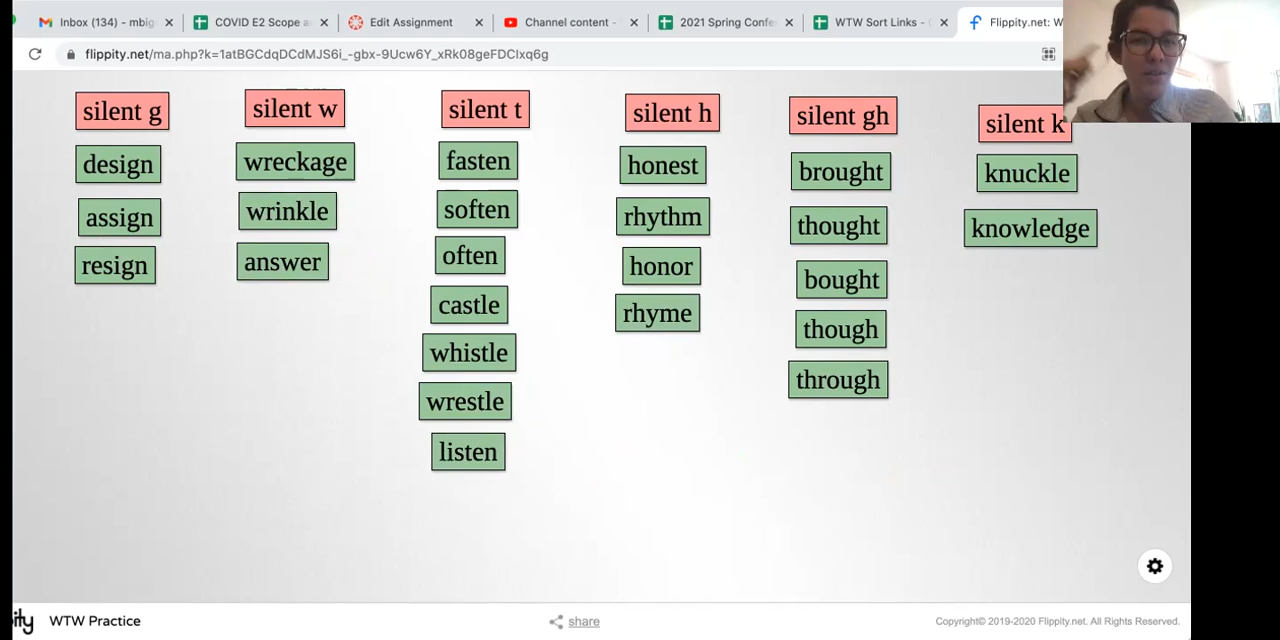 Inbox (134) - mbig
COVID E2 Scope a
Edit Assignment
Channel content -
2021 Spring Confe
WTW Sort Links -
Flippity.net: W
flippity.net/ma.php?k=1atBGCdqDCdMJS6i_-gbx-9Ucw6Y_xRk08geFDCIxq6g
silent g
design
assign
resign
silent w
wreckage
wrinkle
answer
silent t
fasten
soften
often
castle
whistle
wrestle
listen
silent h
honest
rhythm
honor
rhyme
silent gh
brought
thought
bought
though
through
silent k
knuckle
knowledge
ity
WTW Practice
share
Copyright© 2019-2020 Flippity.net. All Rights Reserved.